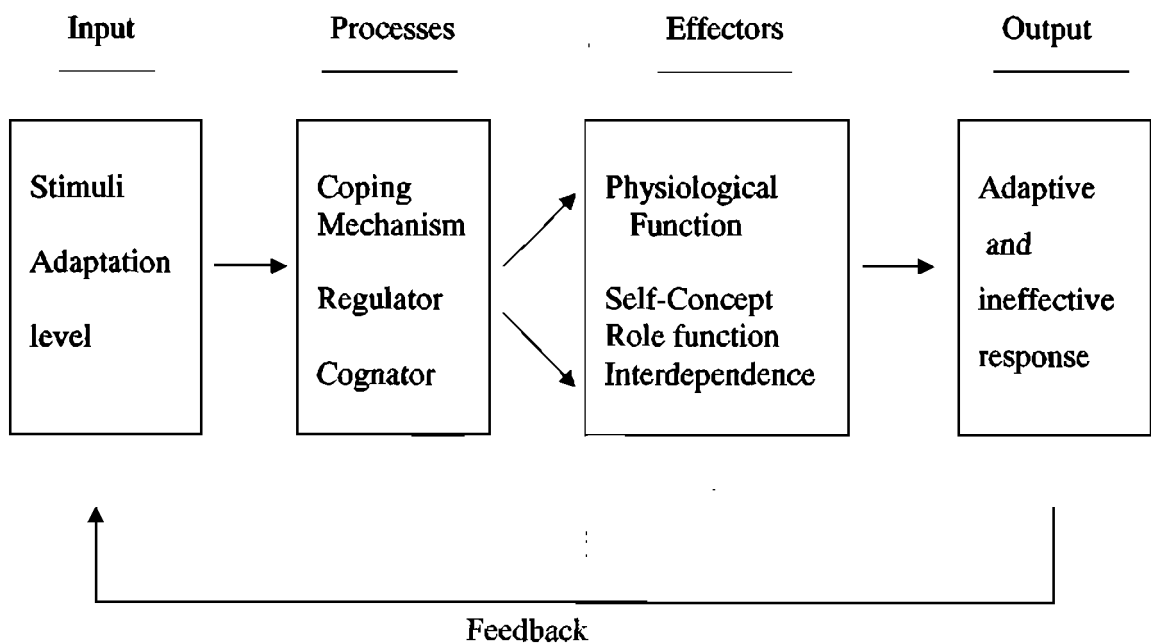 Input
Processes
Effectors
Output
Stimuli
Adaptation
level
Coping
Mechanism
Regulator
Cognator
Physiological
Function
Self-Concept
Role function
Interdependence
Adaptive
and
ineffective
response
Feedback